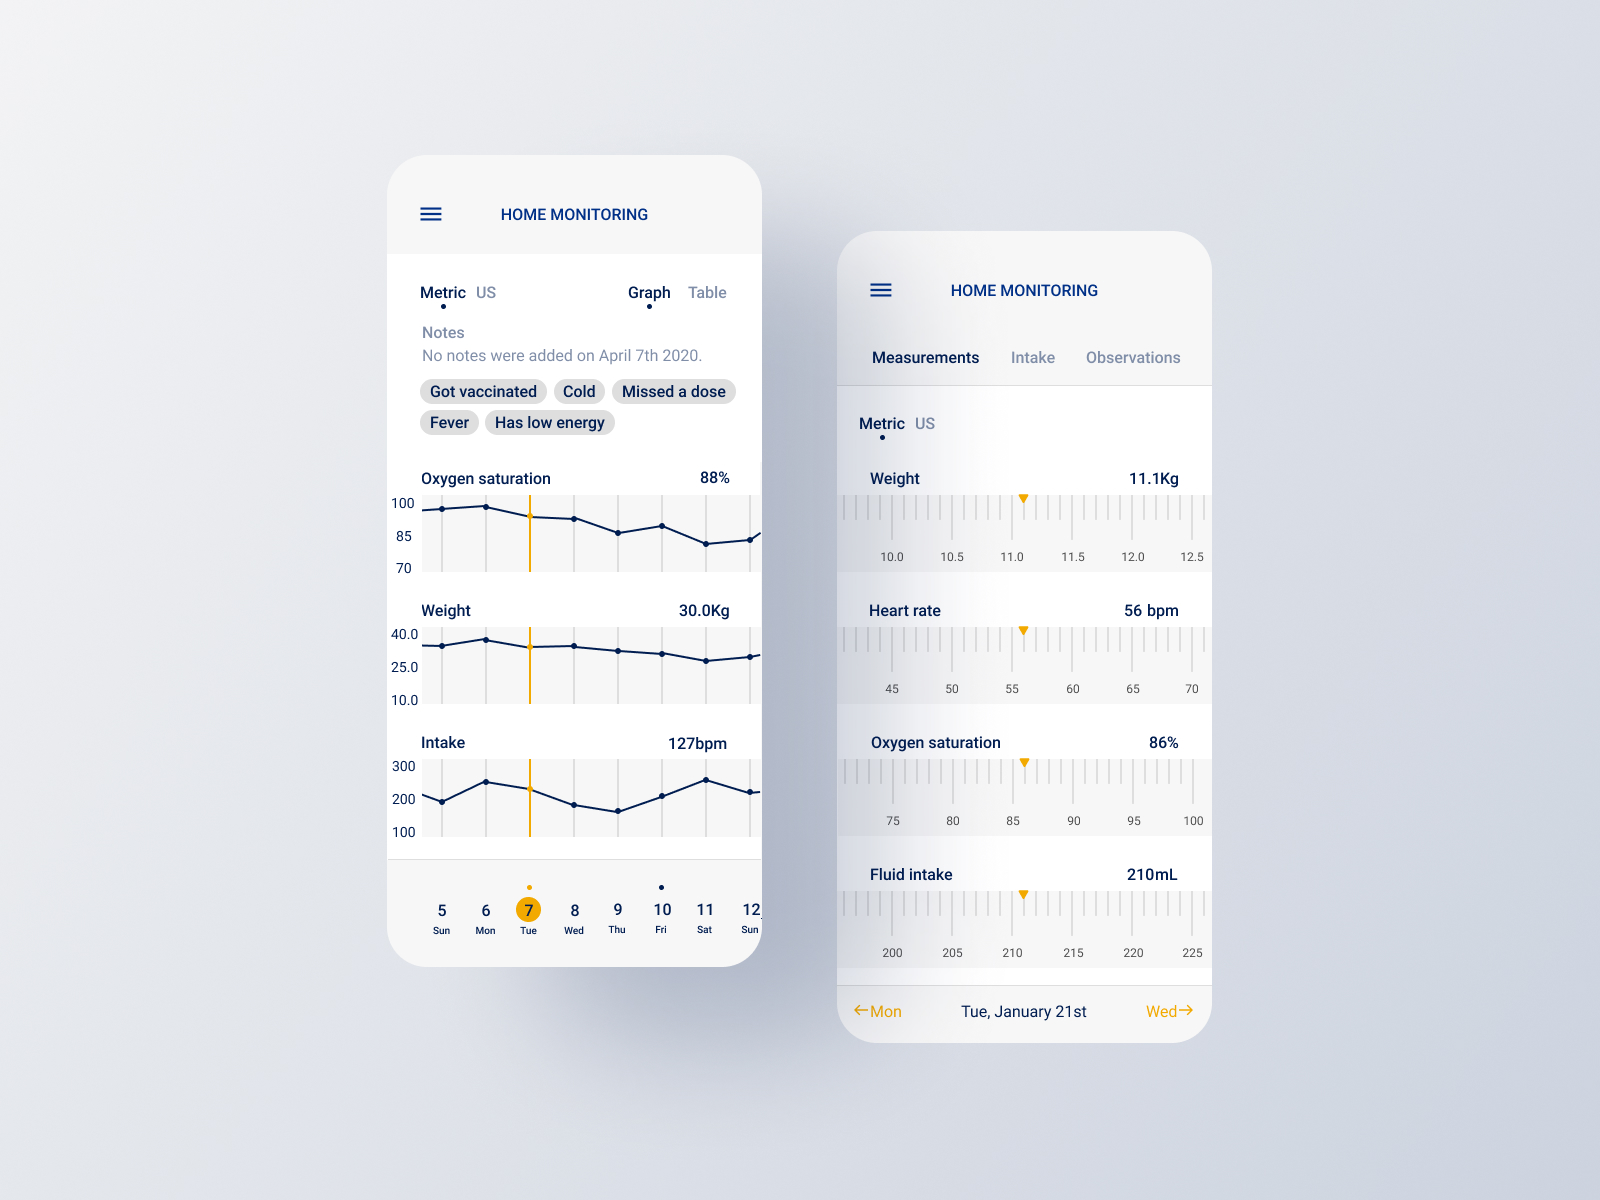 HOME MONITORING
Metric US Graph Table
Notes
No notes were added on April 7th 2020.
Got vaccinated Cold Missed a dose
Fever Has low energy
Oxygen saturation 88%
100
85
70
Weight 30.0Kg
40.0
25.0
10.0
Intake 127bpm
300
200
100
5 6 7 8 9 10 11 12
Sun Mon Tue Wed Thu Fri Sat Sun
HOME MONITORING
Measurements Intake Observations
Metric US
Weight 11.1Kg
10.0 10.5 11.0 11.5 12.0 12.5
Heart rate 56 bpm
45 50 55 60 65 70
Oxygen saturation 86%
75 80 85 90 95 100
Fluid intake 210mL
200 205 210 215 220 225
←Mon Tue, January 21st Wed→